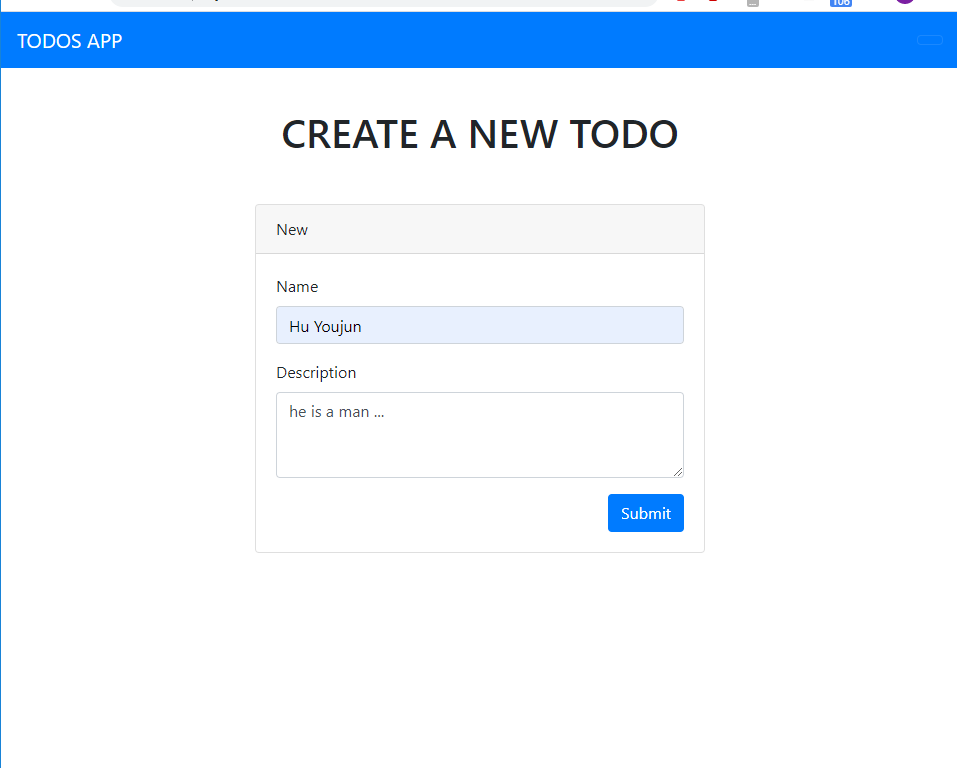 TODOS APP
CREATE A NEW TODO
New
Name
Hu Youjun
Description
he is a man ...
Submit